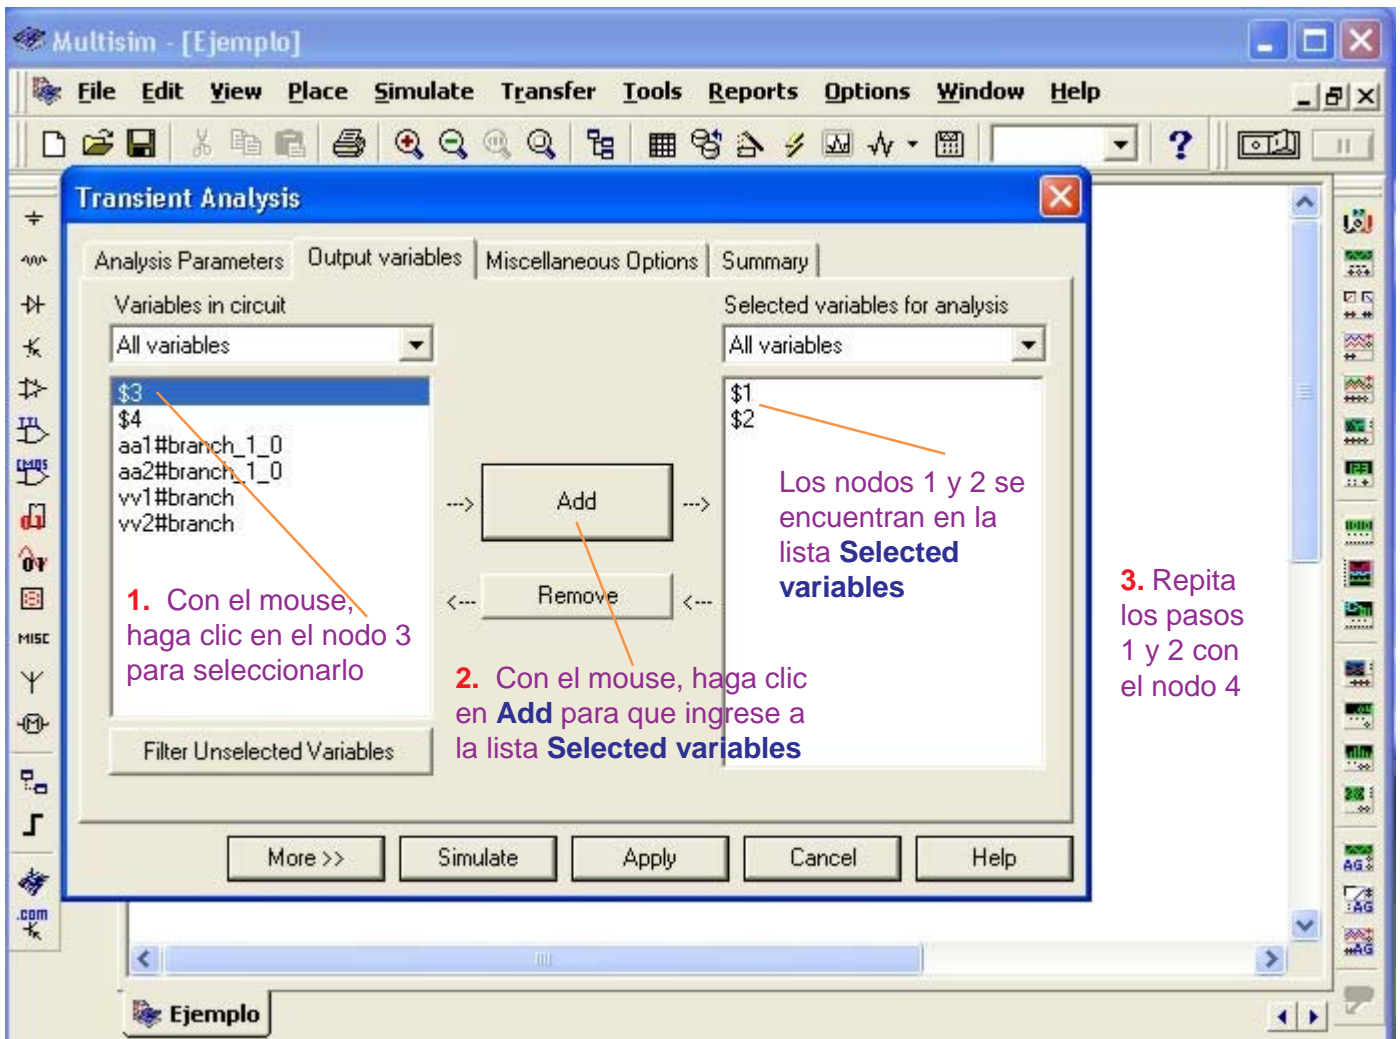 Multisim - [Ejemplo]
File Edit View Place Simulate Transfer Tools Reports Options Window Help
Transient Analysis
Analysis Parameters Output variables Miscellaneous Options Summary
Variables in circuit
All variables
$3
$4
aa1#branch_1_0
aa2#branch_1_0
vv1#branch
vv2#branch
1. Con el mouse,
haga clic en el nodo 3
para seleccionarlo
Filter Unselected Variables
---> Add --->
<--- Remove <---
2. Con el mouse, haga clic
en Add para que ingrese a
la lista Selected variables
Selected variables for analysis
All variables
$1
$2
Los nodos 1 y 2 se
encuentran en la
lista Selected
variables
3. Repita
los pasos
1 y 2 con
el nodo 4
More >> Simulate Apply Cancel Help
TTL
CMOS
MISC
.com
AG
AG
AG
Ejemplo